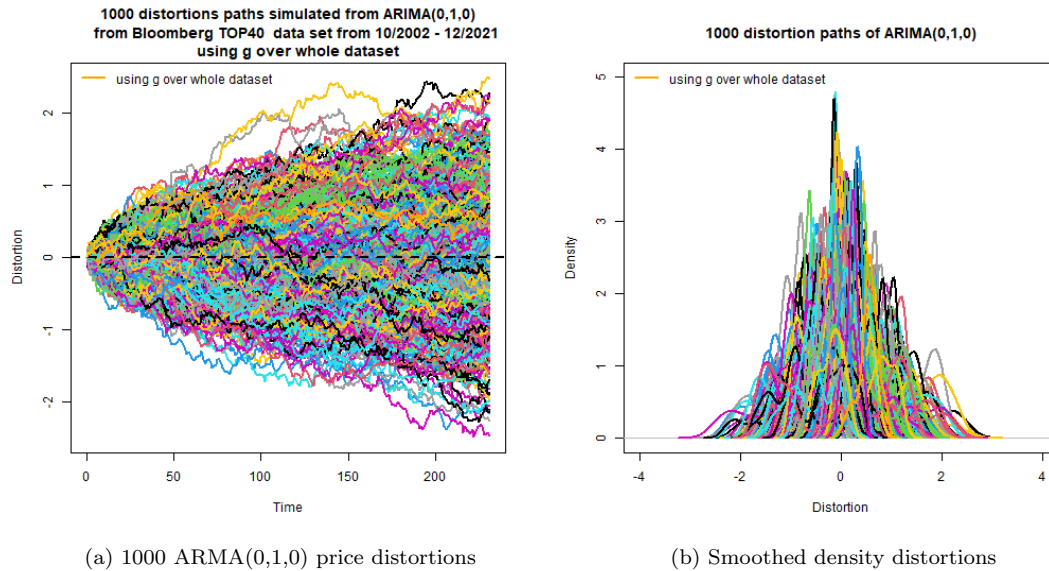 1000 distortions paths simulated from ARIMA(0,1,0)
from Bloomberg TOP40 data set from 10/2002 - 12/2021
using g over whole dataset
using g over whole dataset
2
1
0
-1
-2
Distortion
0
50
100
150
200
Time
(a) 1000 ARMA(0,1,0) price distortions
1000 distortion paths of ARIMA(0,1,0)
using g over whole dataset
5
4
3
2
1
0
Density
-4
-2
0
2
4
Distortion
(b) Smoothed density distortions